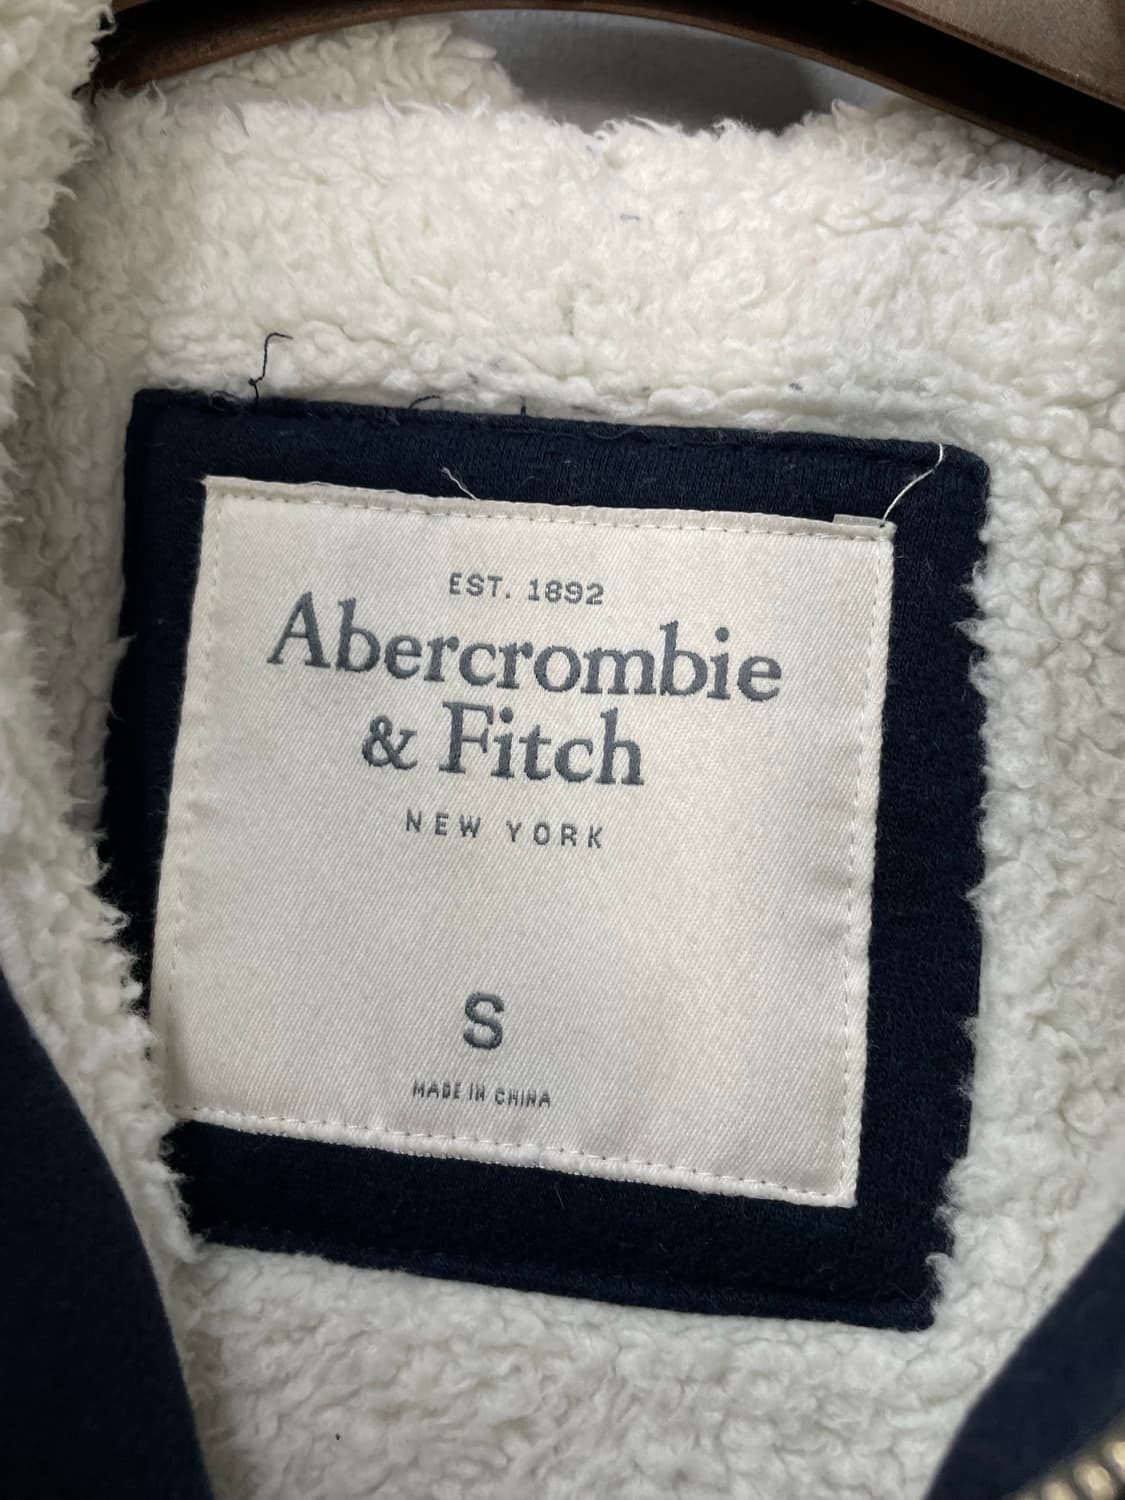 EST. 1892
Abercrombie
& Fitch
NEW YORK
S
MADE IN CHINA